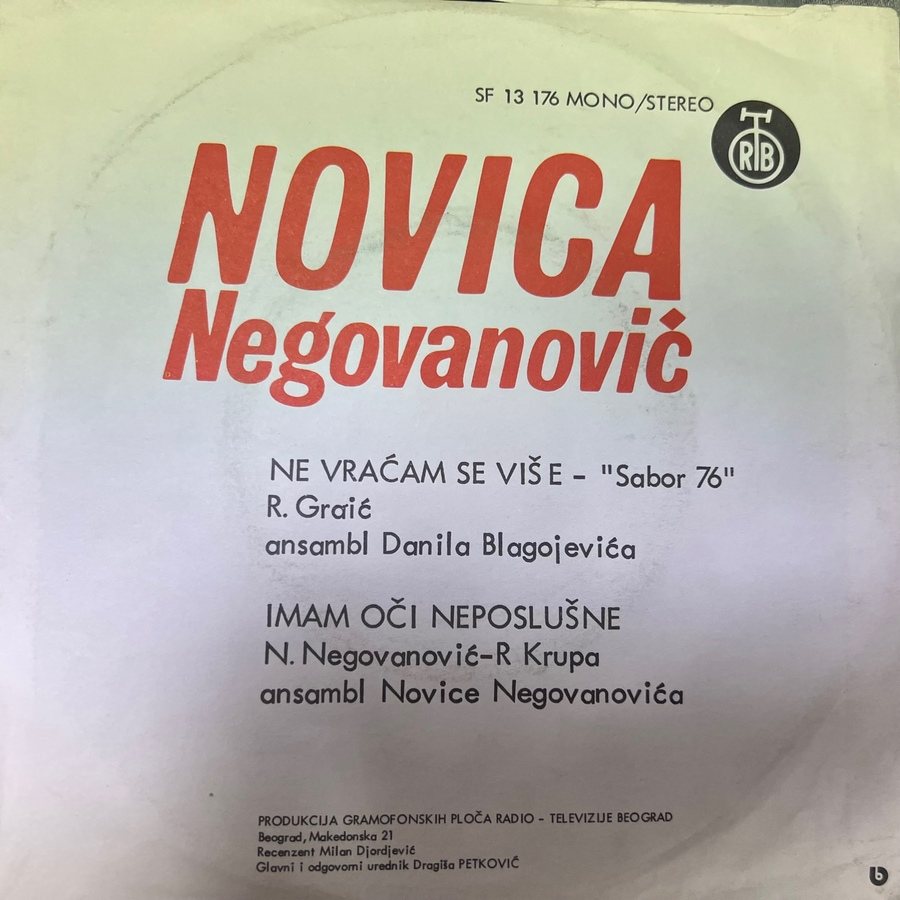 SF 13 176 MONO/STEREO
RTB
NOVICA
Negovanović
NE VRAĆAM SE VIŠE - "Sabor 76"
R. Graić
ansambl Danila Blagojevića
IMAM OČI NEPOSLUŠNE
N. Negovanović-R Krupa
ansambl Novice Negovanovića
PRODUKCIJA GRAMOFONSKIH PLOČA RADIO - TELEVIZIJE BEOGRAD
Beograd, Makedonska 21
Recenzent Milan Djordjević
Glavni i odgovorni urednik Dragiša PETKOVIĆ
b